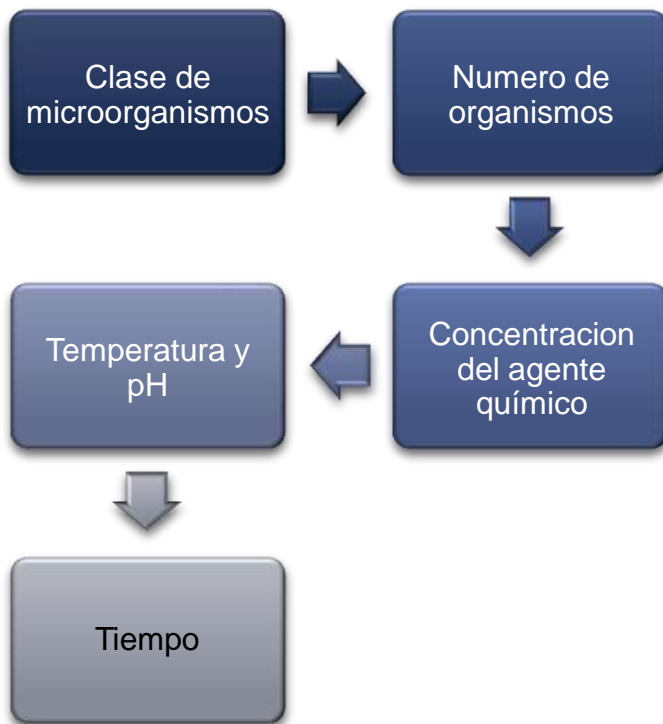 Clase de
microorganismos
Numero de
organismos
Concentracion
del agente
químico
Temperatura y
pH
Tiempo